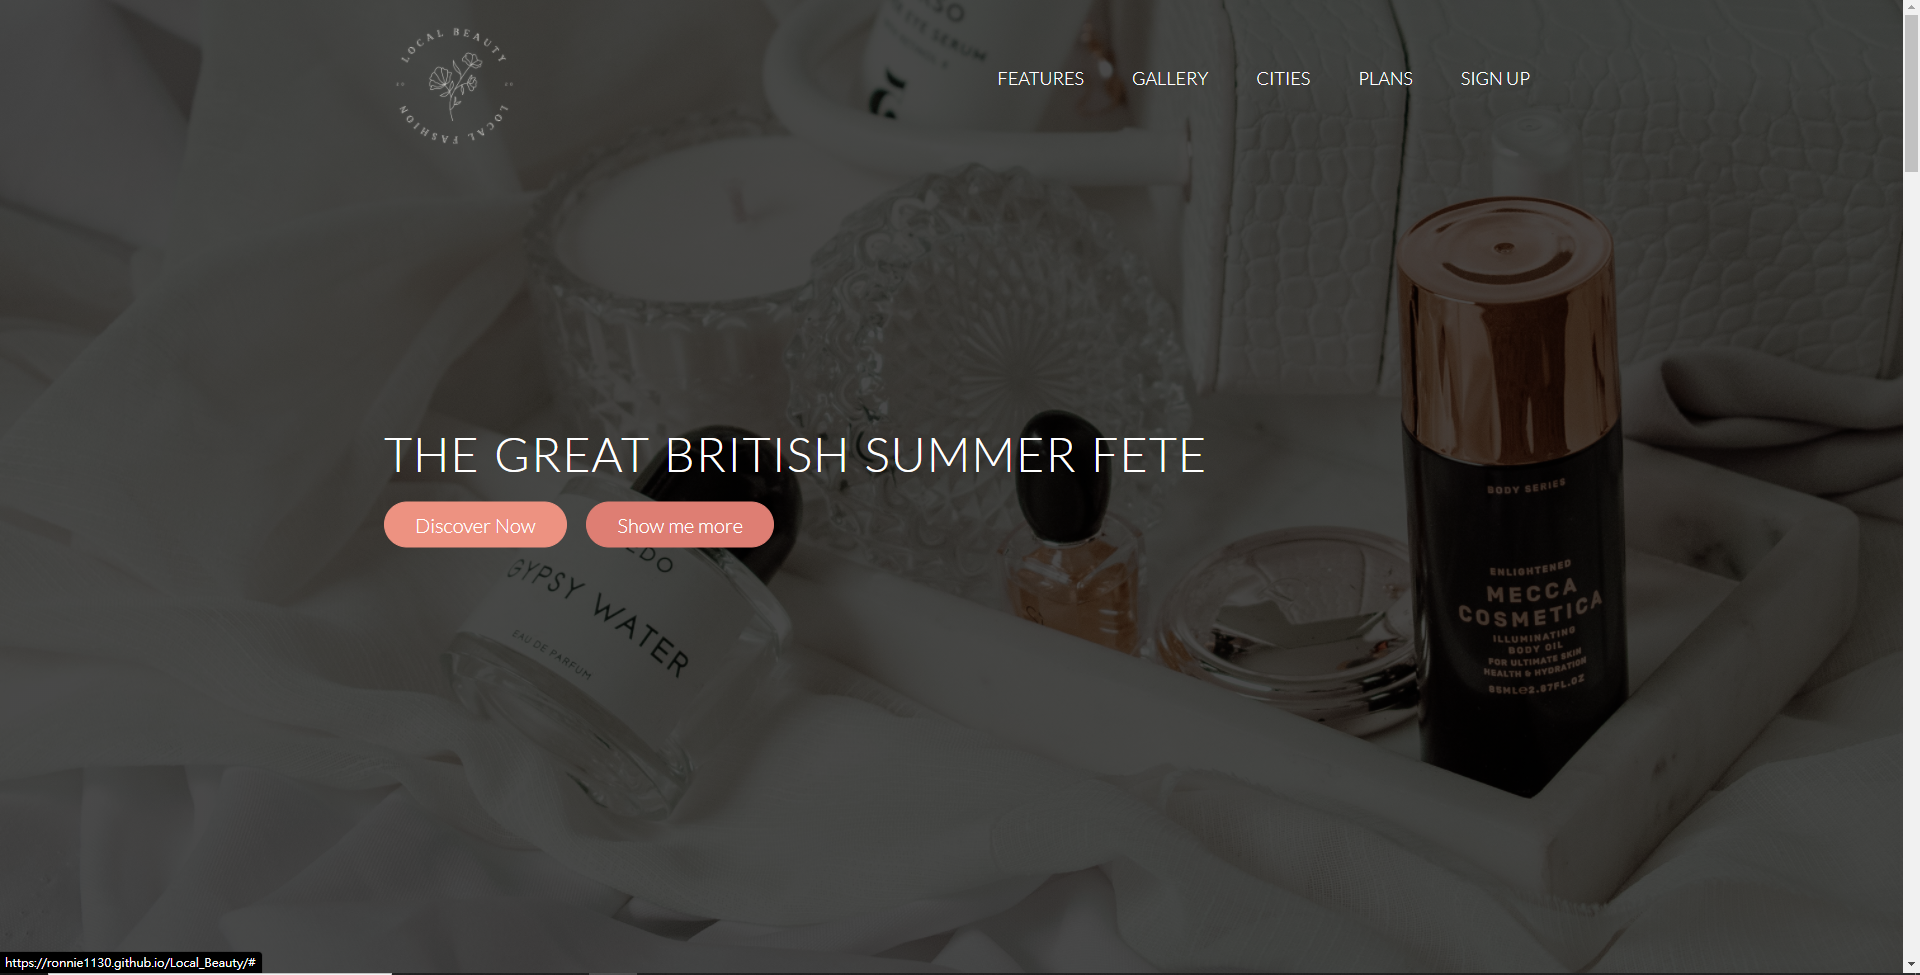 LOCAL BEAUTY
LOCAL FASHION
EYE SERUM
FEATURES
GALLERY
CITIES
PLANS
SIGN UP
THE GREAT BRITISH SUMMER FETE
Discover Now
Show me more
EDO
GYPSY WATER
EAU DE PARFUM
BODY SERIES
ENLIGHTENED
MECCA
COSMETICA
ILLUMINATING
BODY OIL
FOR ULTIMATE SKIN
HEALTH & HYDRATION
85ML℮2.87FL.OZ
https://ronnie1130.github.io/Local_Beauty/#